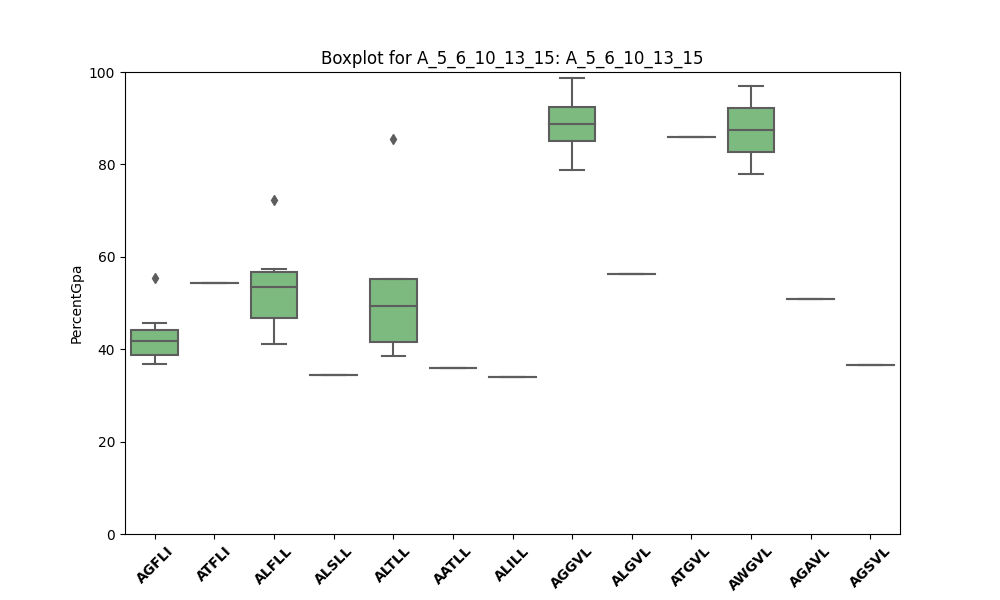 Boxplot for A_5_6_10_13_15: A_5_6_10_13_15
PercentGpa
100
80
60
40
20
0
AGFLI ATFLI ALFLL ALSLL ALTLL AATLL ALILL AGGVL ALGVL ATGVL AWGVL AGAVL AGSVL